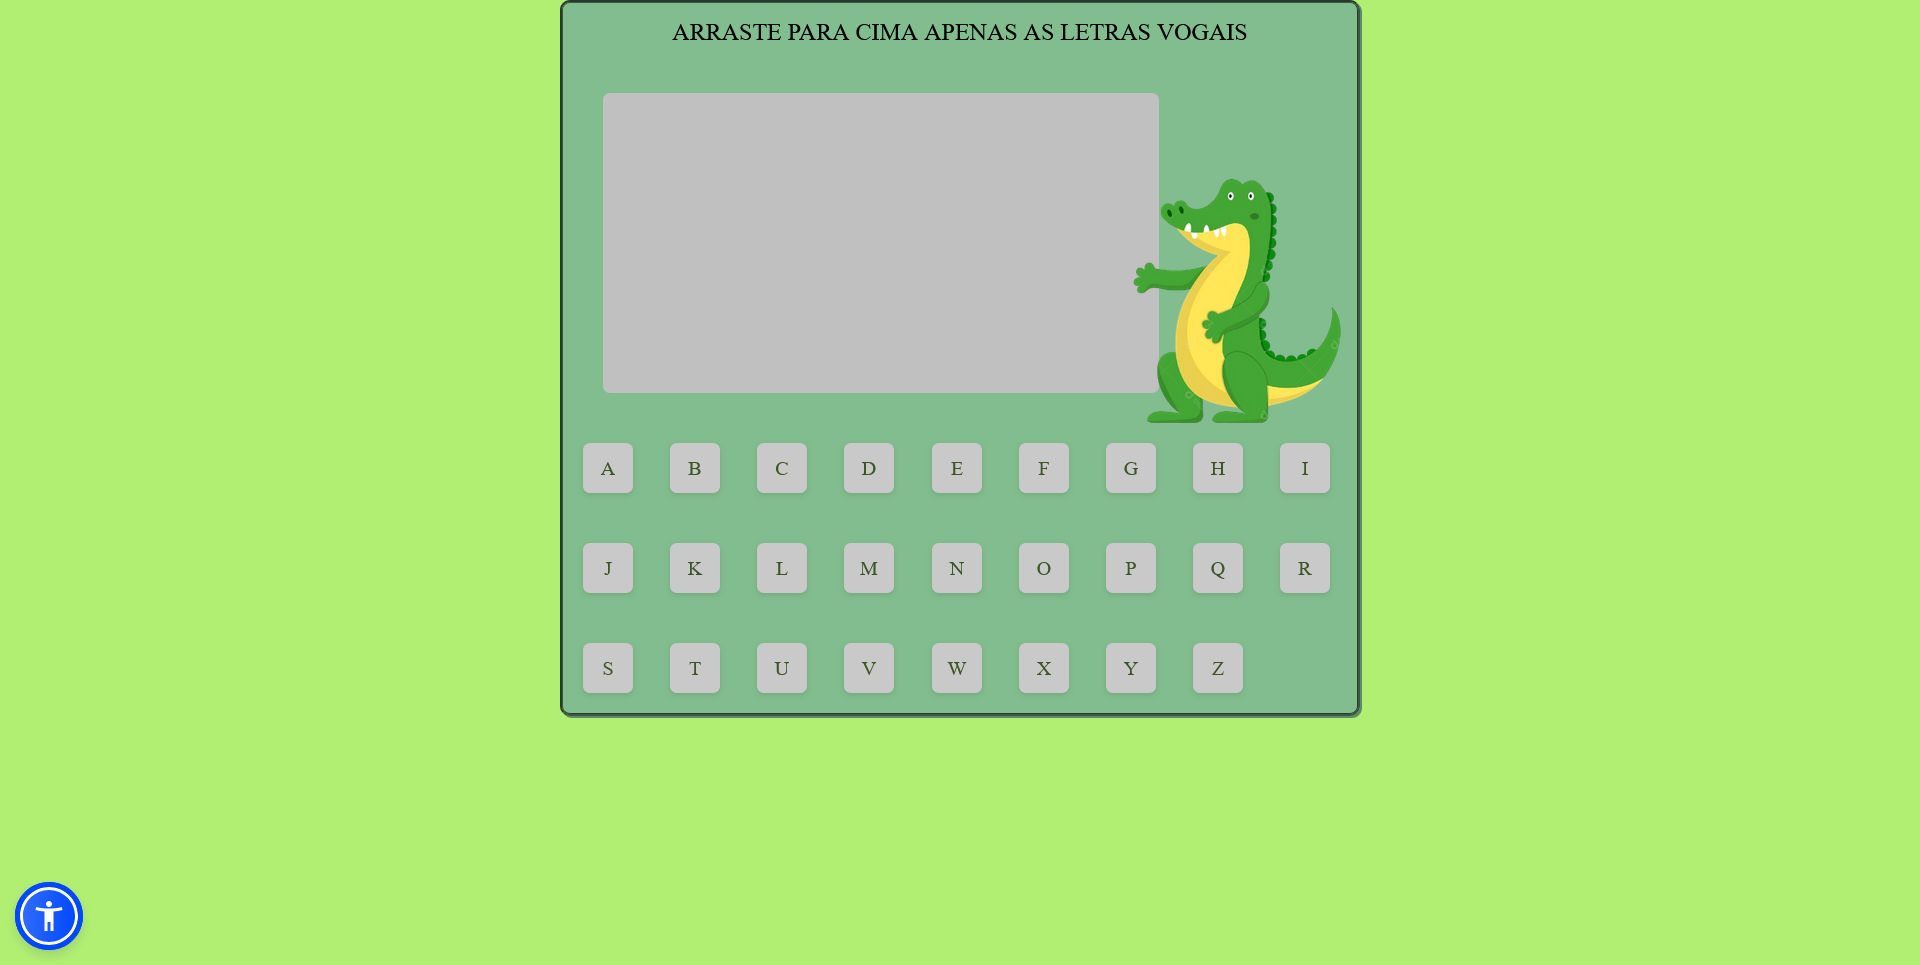 ARRASTE PARA CIMA APENAS AS LETRAS VOGAIS
A B C D E F G H I
J K L M N O P Q R
S T U V W X Y Z